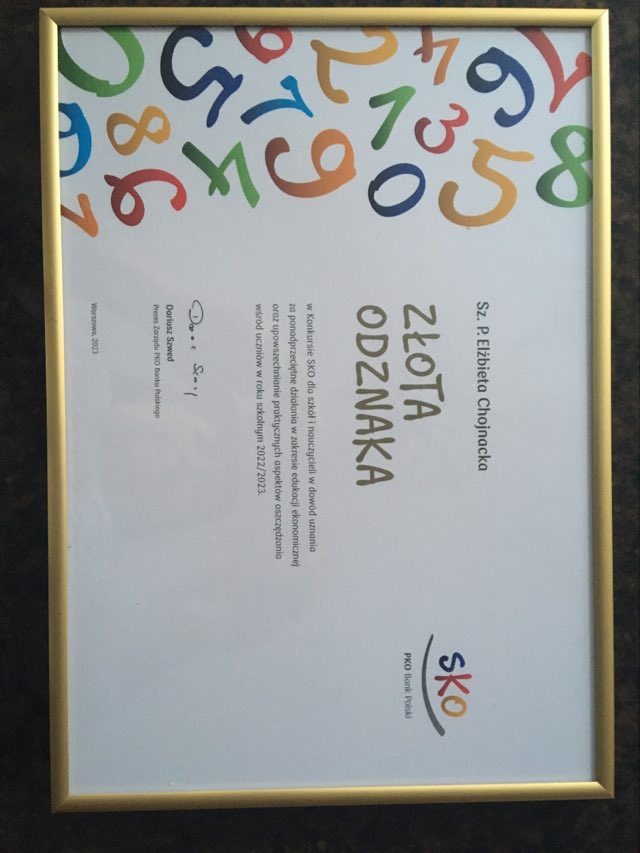 SKO
PKO Bank Polski
Sz. P. Elżbieta Chojnacka
ZŁOTA
ODZNAKA
w Konkursie SKO dla szkół i nauczycieli w dowód uznania
za ponadprzeciętne działania w zakresie edukacji ekonomicznej
oraz upowszechnianie praktycznych aspektów oszczędzania
wśród uczniów w roku szkolnym 2022/2023.
Dariusz Szwed
Prezes Zarządu PKO Banku Polskiego
Warszawa, 2023